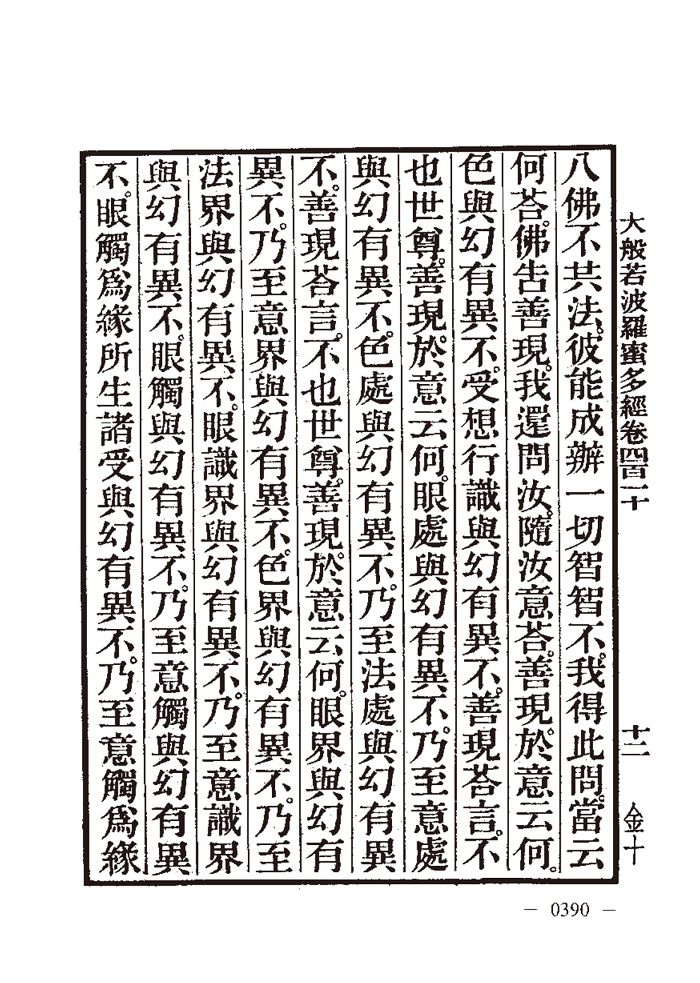 大般若波羅蜜多經卷四百一十
十二
金十
八佛不共法。彼能成辦一切智智不。我得此問。當云
何荅。佛告善現。我還問汝。隨汝意荅。善現於意云何。
色與幻有異不。受想行識與幻有異不。善現荅言。不
也世尊。善現。於意云何。眼處與幻有異不。乃至意處
與幻有異不。色處與幻有異不。乃至法處與幻有異
不。善現荅言。不也世尊。善現。於意云何。眼界與幻有
異不。乃至意界與幻有異不。色界與幻有異不。乃至
法界與幻有異不。眼識界與幻有異不。乃至意識界
與幻有異不。眼觸與幻有異不。乃至意觸與幻有異
不。眼觸爲緣所生諸受與幻有異不。乃至意觸爲緣
— 0390 —